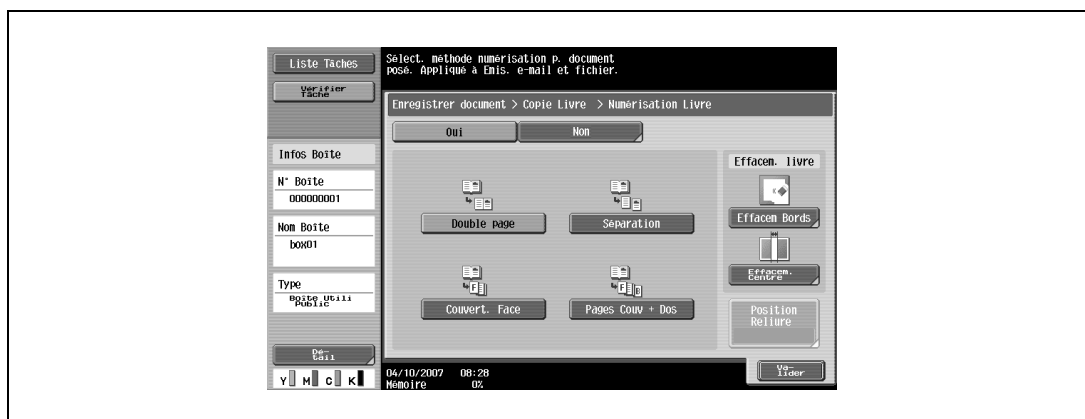 Liste Tâches
Vérifier
Tâche
Sélect. méthode numérisation p. document
posé. Appliqué à Emis. e-mail et fichier.
Enregistrer document > Copie Livre > Numérisation Livre
Oui
Non
Infos Boîte
N° Boîte
000000001
Nom Boîte
box01
Type
Boîte Utili
Public
Dé-
tail
Y M C K
Double page
Séparation
Couvert. Face
Pages Couv + Dos
Effacem. livre
Effacem Bords
Effacem.
Centre
Position
Reliure
04/10/2007 08:28
Mémoire 0%
Va-
lider